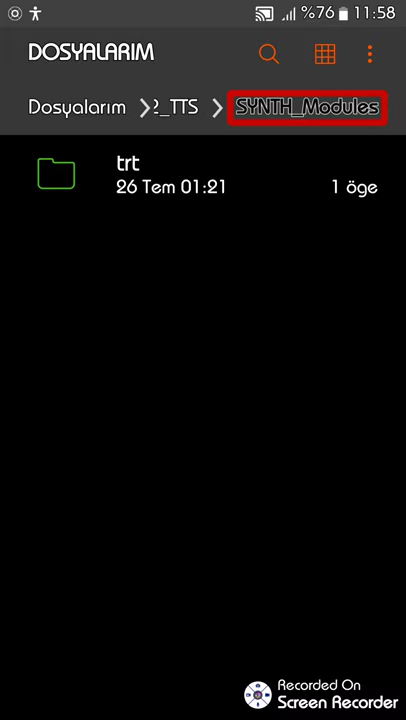 %76 11:58
DOSYALARIM
Dosyalarım 2_TTS SYNTH_Modules
trt
26 Tem 01:21 1 öge
Recorded On
Screen Recorder